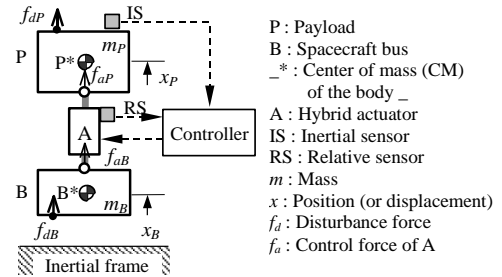 f_dP
IS
m_P
P
P*
f_aP
x_P
RS
A
Controller
f_aB
B
B*
m_B
f_dB
x_B
Inertial frame
P : Payload
B : Spacecraft bus
_* : Center of mass (CM)
of the body _
A : Hybrid actuator
IS : Inertial sensor
RS : Relative sensor
m : Mass
x : Position (or displacement)
f_d : Disturbance force
f_a : Control force of A